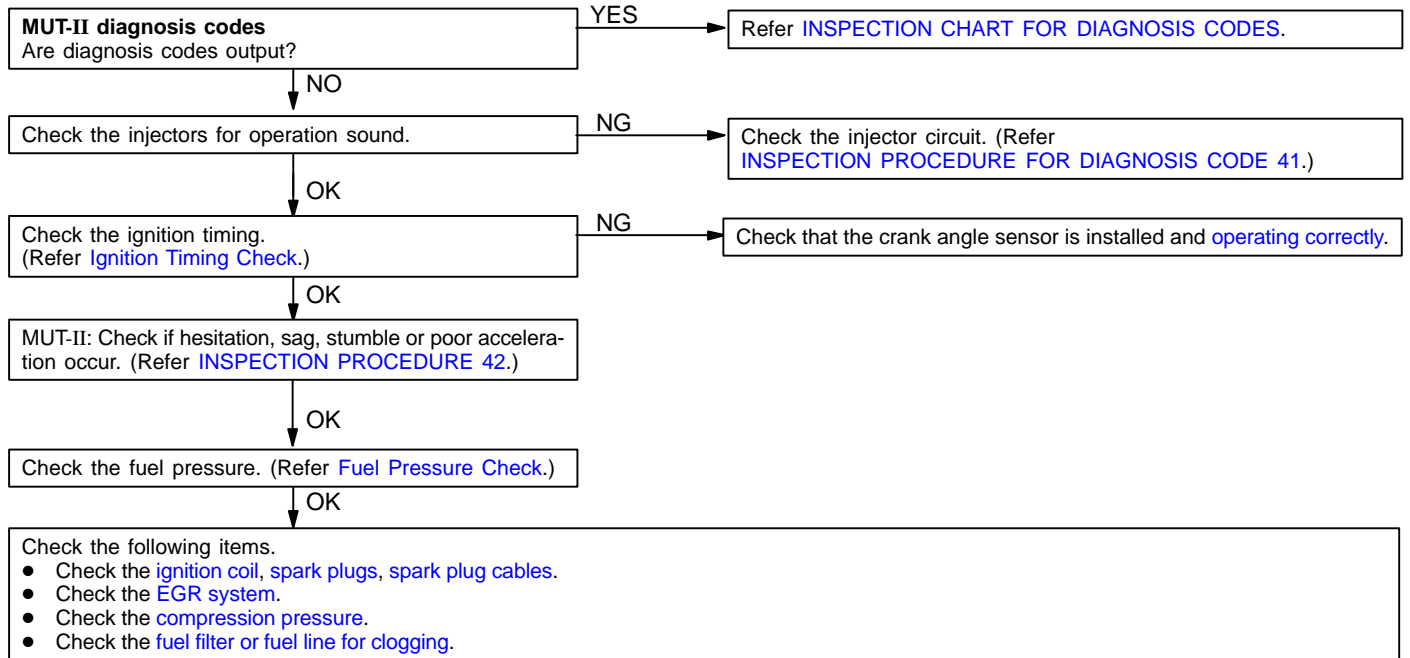 MUT-II diagnosis codes
Are diagnosis codes output?
YES
Refer INSPECTION CHART FOR DIAGNOSIS CODES.
NO
Check the injectors for operation sound.
NG
Check the injector circuit. (Refer
INSPECTION PROCEDURE FOR DIAGNOSIS CODE 41.)
OK
Check the ignition timing.
(Refer Ignition Timing Check.)
NG
Check that the crank angle sensor is installed and operating correctly.
OK
MUT-II: Check if hesitation, sag, stumble or poor accelera-
tion occur. (Refer INSPECTION PROCEDURE 42.)
OK
Check the fuel pressure. (Refer Fuel Pressure Check.)
OK
Check the following items.
● Check the ignition coil, spark plugs, spark plug cables.
● Check the EGR system.
● Check the compression pressure.
● Check the fuel filter or fuel line for clogging.